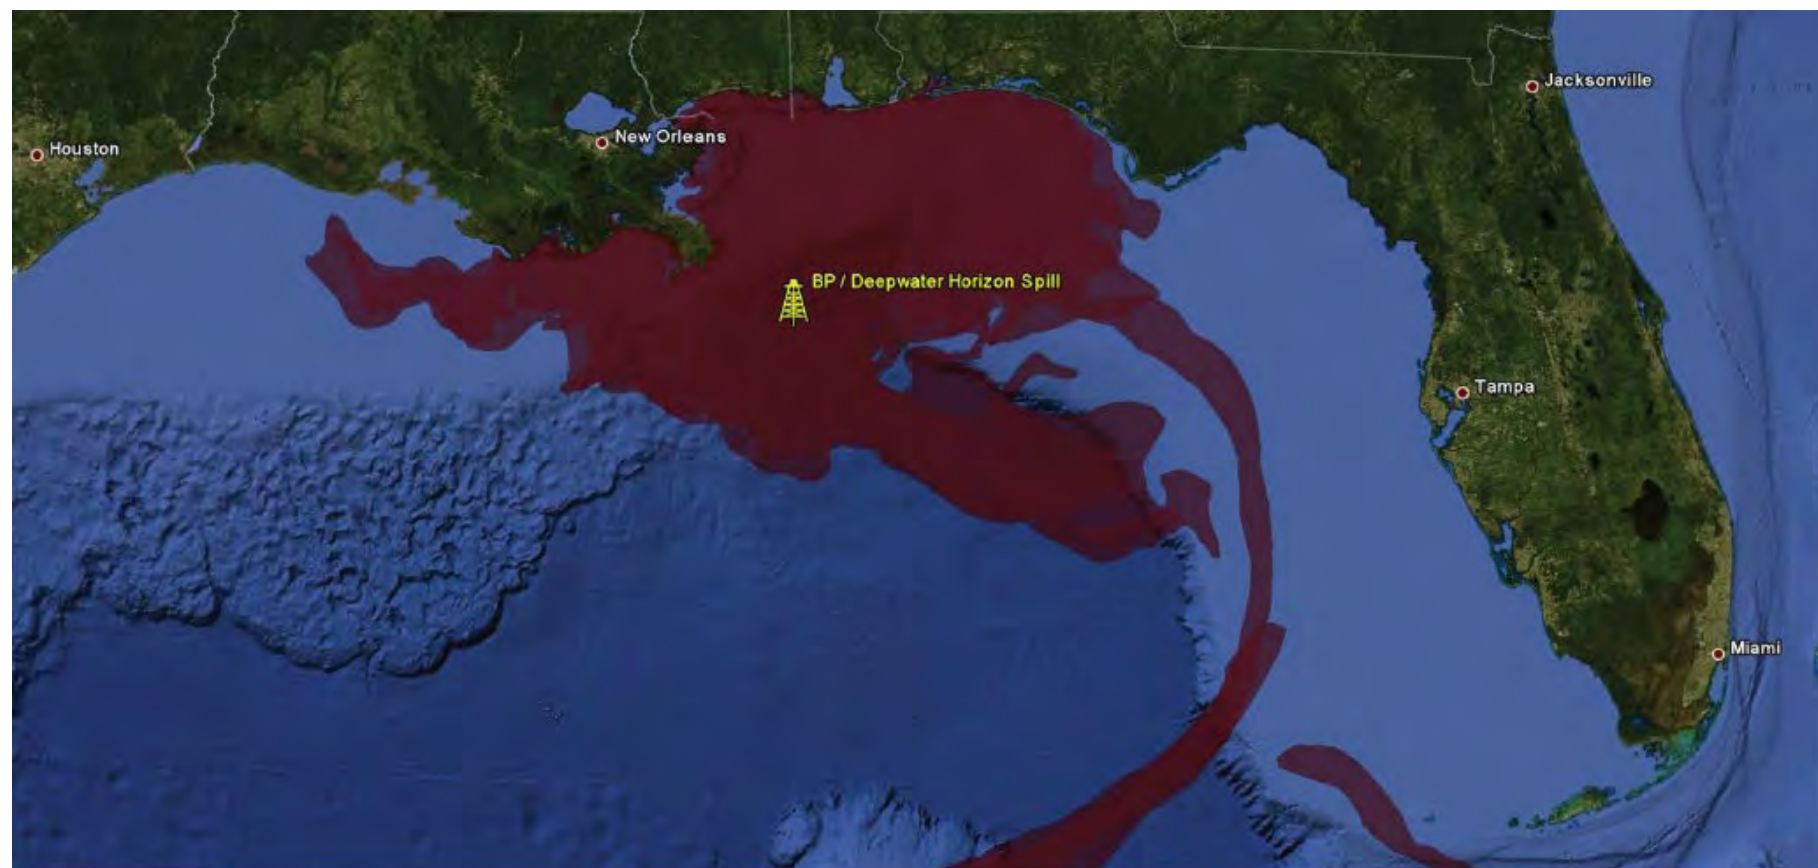 Jacksonville
New Orleans
Houston
BP / Deepwater Horizon Spill
Tampa
Miami